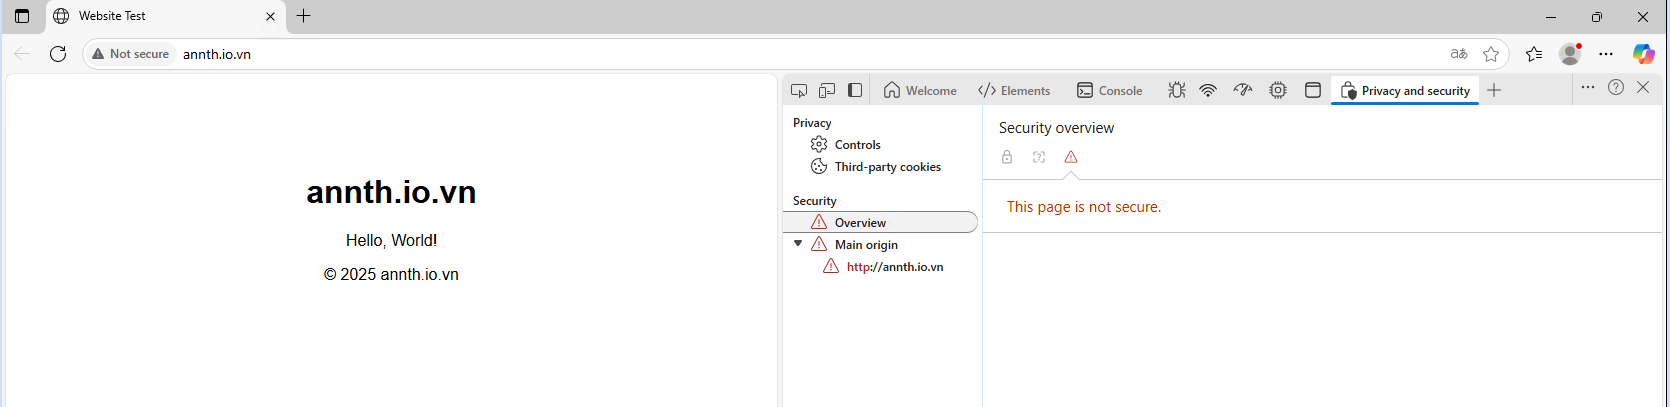 Website Test
Not secure annth.io.vn
aあ
Welcome Elements Console Privacy and security
annth.io.vn
Hello, World!
© 2025 annth.io.vn
Privacy
Controls
Third-party cookies
Security
Overview
Main origin
http://annth.io.vn
Security overview
This page is not secure.